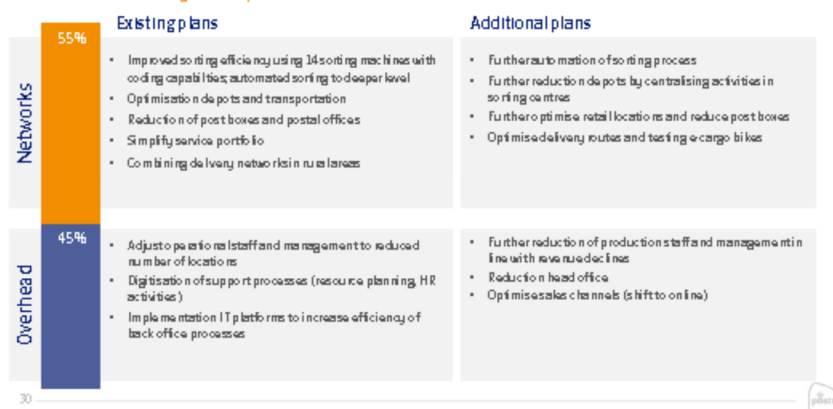 Existing plans
Additional plans
55%
Networks
• Improved sorting efficiency using 14 sorting machines with
coding capabilties; automated sorting to deeper level
• Optimisation depots and transportation
• Reduction of post boxes and postal offices
• Simplify service portfolio
• Combining delivery networks in rural areas
• Further automation of sorting process
• Further reduction depots by centralising activities in
sorting centres
• Further optimise retail locations and reduce post boxes
• Optimise delivery routes and testing e-cargo bikes
45%
Overhead
• Adjust operational staff and management to reduced
number of locations
• Digitisation of support processes (resource planning, HR
activities)
• Implementation IT platforms to increase efficiency of
back office processes
• Further reduction of production staff and management in
line with revenue declines
• Reduction head office
• Optimise sales channels (shift to online)
30